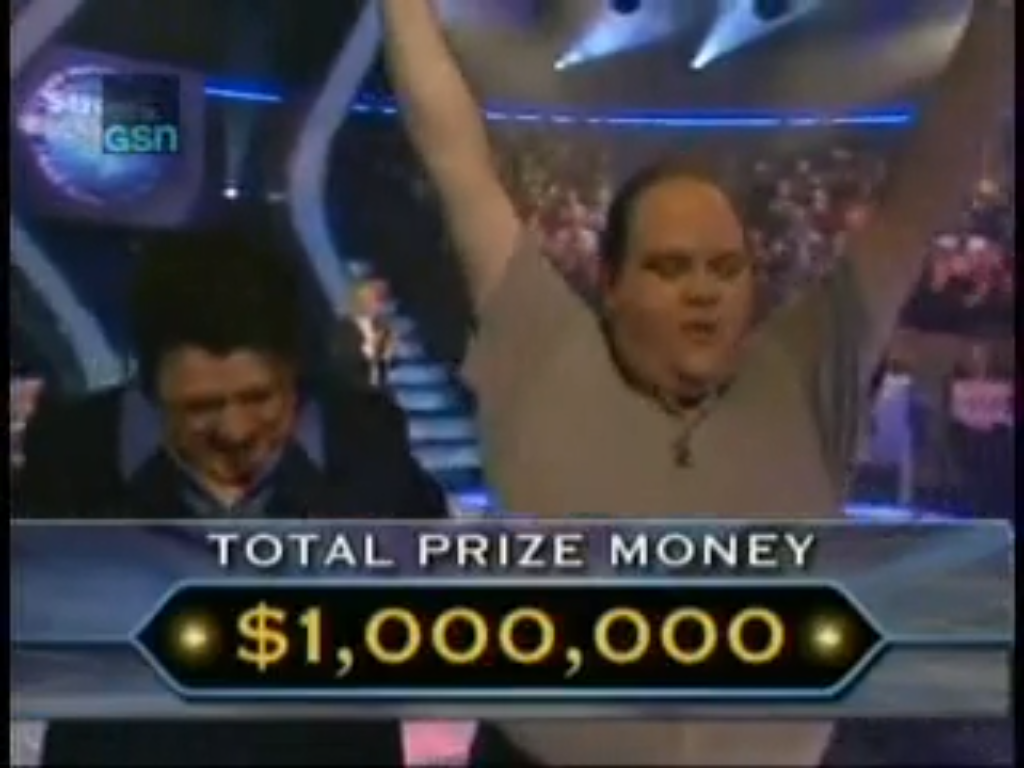 GSN
TOTAL PRIZE MONEY
$1,000,000